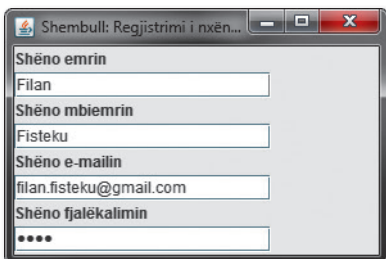 Shembull: Regjistrimi i nxën...
Shëno emrin
Filan
Shëno mbiemrin
Fisteku
Shëno e-mailin
filan.fisteku@gmail.com
Shëno fjalëkalimin
••••